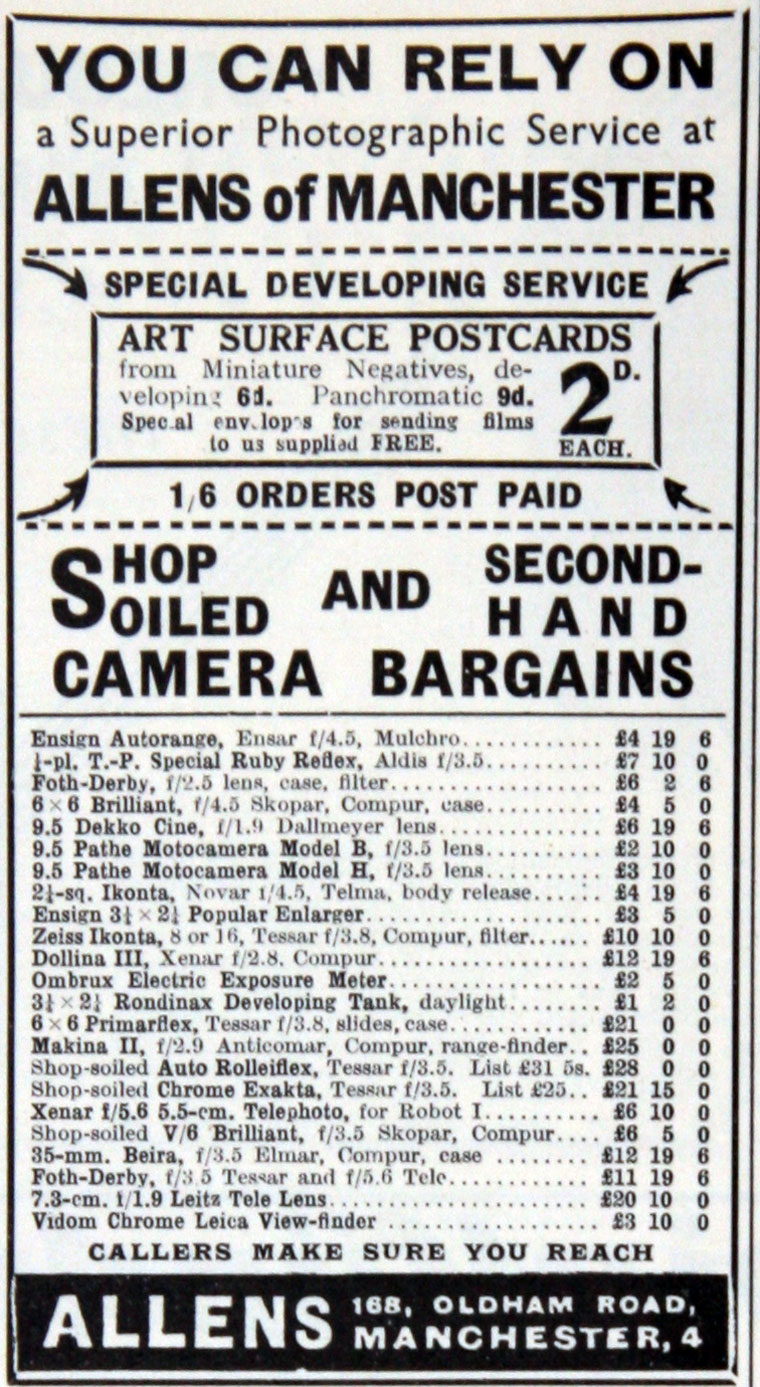 YOU CAN RELY ON
a Superior Photographic Service at
ALLENS of MANCHESTER
SPECIAL DEVELOPING SERVICE
ART SURFACE POSTCARDS
from Miniature Negatives, de-
veloping 6d. Panchromatic 9d.
Special envelopes for sending films
to us supplied FREE.
2D.
EACH.
1/6 ORDERS POST PAID
SHOP SOILED AND SECOND-HAND
CAMERA BARGAINS
Ensign Autorange, Ensar f/4.5, Mulchro............ £4 19 6
¼-pl. T.-P. Special Ruby Reflex, Aldis f/3.5.......... £7 10 0
Foth-Derby, f/2.5 lens, case, filter.................. £6 2 6
6 × 6 Brilliant, f/4.5 Skopar, Compur, case.......... £4 5 0
9.5 Dekko Cine, f/1.9 Dallmeyer lens.............. £6 19 6
9.5 Pathe Motocamera Model B, f/3.5 lens.......... £2 10 0
9.5 Pathe Motocamera Model H, f/3.5 lens.......... £3 10 0
2¼-sq. Ikonta, Novar f/4.5, Telma, body release...... £4 19 6
Ensign 3¼ × 2¼ Popular Enlarger.................... £3 5 0
Zeiss Ikonta, 8 or 16, Tessar f/3.8, Compur, filter...... £10 10 0
Dollina III, Xenar f/2.8, Compur.................. £12 19 6
Ombrux Electric Exposure Meter.................. £2 5 0
3¼ × 2¼ Rondinax Developing Tank, daylight........ £1 2 0
6 × 6 Primarflex, Tessar f/3.8, slides, case............ £21 0 0
Makina II, f/2.9 Anticomar, Compur, range-finder.. £25 0 0
Shop-soiled Auto Rolleiflex, Tessar f/3.5. List £31 5s. £28 0 0
Shop-soiled Chrome Exakta, Tessar f/3.5. List £25.. £21 15 0
Xenar f/5.6 5.5-cm. Telephoto, for Robot I.......... £6 10 0
Shop-soiled V/6 Brilliant, f/3.5 Skopar, Compur.... £6 5 0
35-mm. Beira, f/3.5 Elmar, Compur, case ........ £12 19 6
Foth-Derby, f/3.5 Tessar and f/5.6 Tele............ £11 19 6
7.3-cm. f/1.9 Leitz Tele Lens...................... £20 10 0
Vidom Chrome Leica View-finder ................ £3 10 0
CALLERS MAKE SURE YOU REACH
ALLENS 168, OLDHAM ROAD,
MANCHESTER, 4